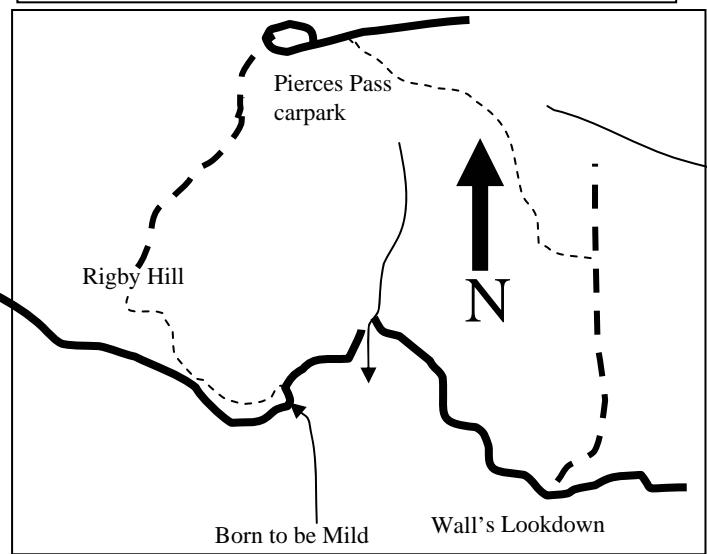 Pierces Pass
carpark
Rigby Hill
N
Born to be Mild
Wall's Lookdown